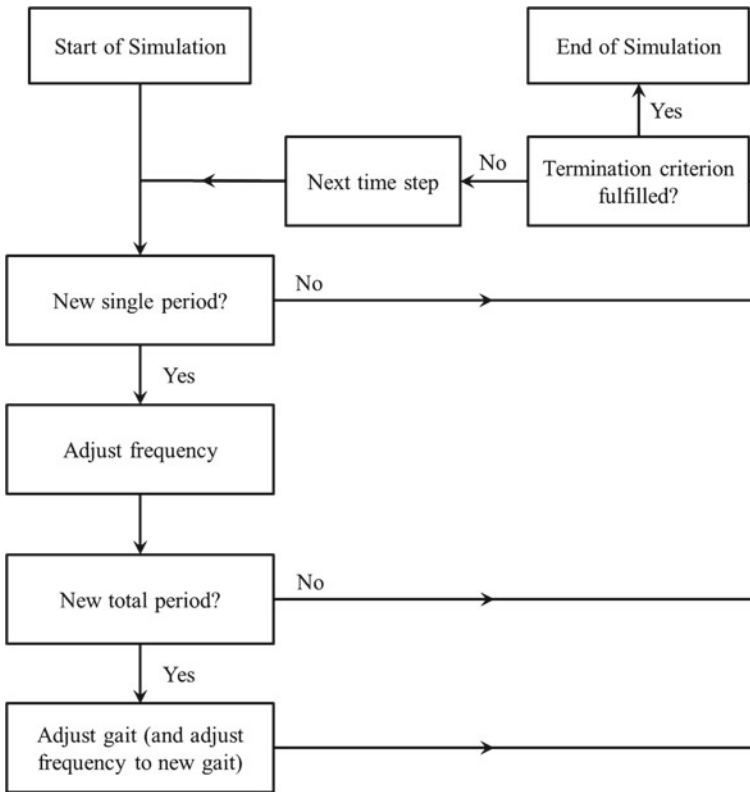 Start of Simulation
End of Simulation
Yes
Next time step
No
Termination criterion
fulfilled?
New single period?
No
Yes
Adjust frequency
New total period?
No
Yes
Adjust gait (and adjust
frequency to new gait)